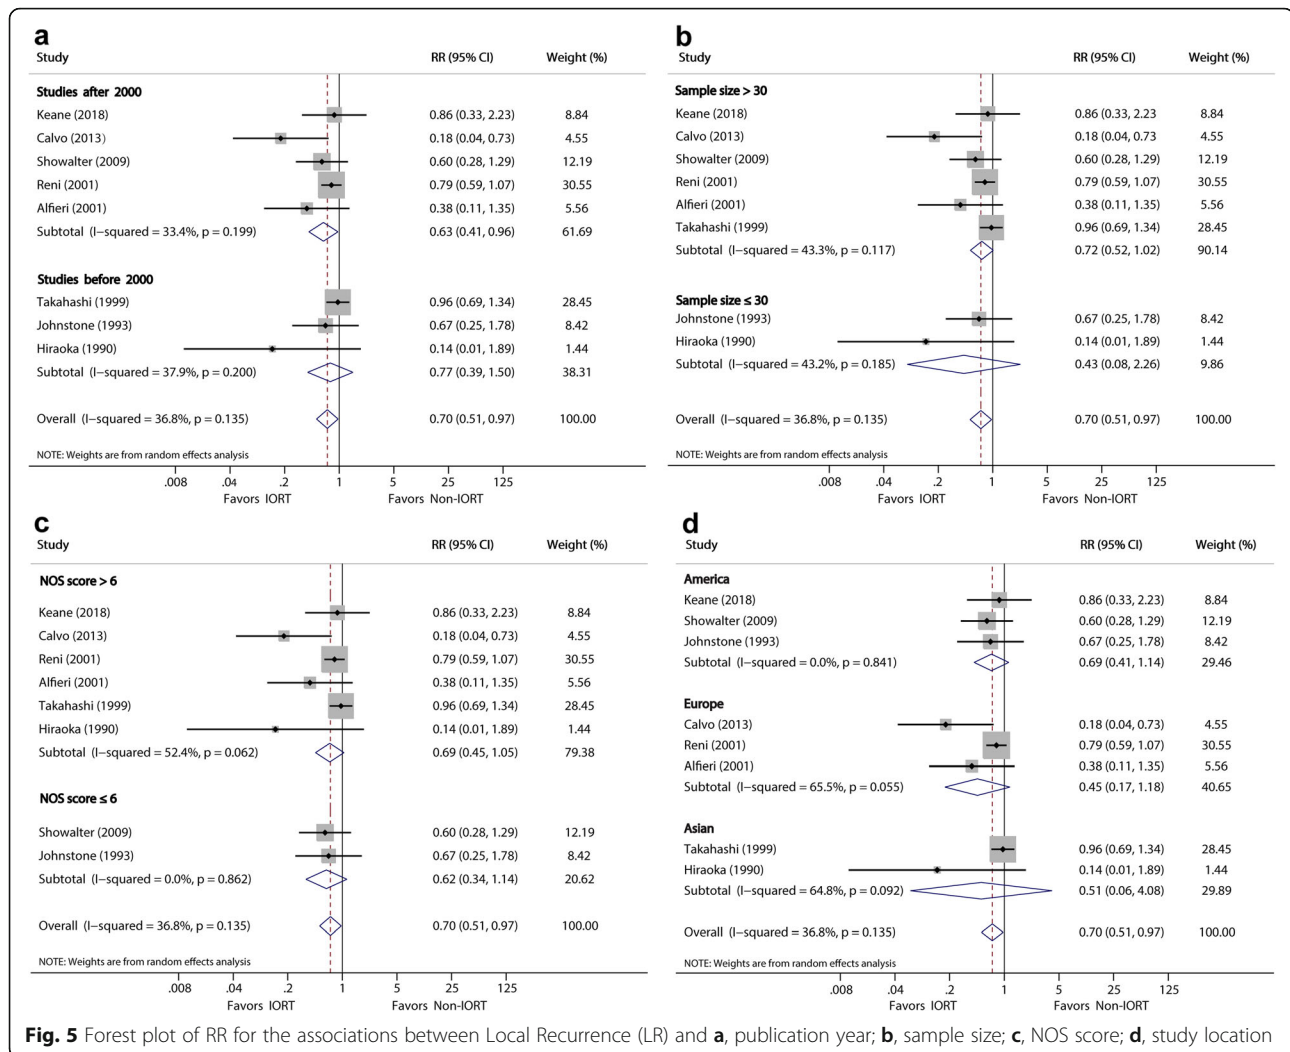 a
Study RR (95% CI) Weight (%)
Studies after 2000
Keane (2018) 0.86 (0.33, 2.23) 8.84
Calvo (2013) 0.18 (0.04, 0.73) 4.55
Showalter (2009) 0.60 (0.28, 1.29) 12.19
Reni (2001) 0.79 (0.59, 1.07) 30.55
Alfieri (2001) 0.38 (0.11, 1.35) 5.56
Subtotal (I−squared = 33.4%, p = 0.199) 0.63 (0.41, 0.96) 61.69
Studies before 2000
Takahashi (1999) 0.96 (0.69, 1.34) 28.45
Johnstone (1993) 0.67 (0.25, 1.78) 8.42
Hiraoka (1990) 0.14 (0.01, 1.89) 1.44
Subtotal (I−squared = 37.9%, p = 0.200) 0.77 (0.39, 1.50) 38.31
Overall (I−squared = 36.8%, p = 0.135) 0.70 (0.51, 0.97) 100.00
NOTE: Weights are from random effects analysis
.008 .04 .2 1 5 25 125
Favors IORT Favors Non-IORT
b
Study RR (95% CI) Weight (%)
Sample size > 30
Keane (2018) 0.86 (0.33, 2.23 8.84
Calvo (2013) 0.18 (0.04, 0.73 4.55
Showalter (2009) 0.60 (0.28, 1.29) 12.19
Reni (2001) 0.79 (0.59, 1.07) 30.55
Alfieri (2001) 0.38 (0.11, 1.35) 5.56
Takahashi (1999) 0.96 (0.69, 1.34) 28.45
Subtotal (I−squared = 43.3%, p = 0.117) 0.72 (0.52, 1.02) 90.14
Sample size ≤ 30
Johnstone (1993) 0.67 (0.25, 1.78) 8.42
Hiraoka (1990) 0.14 (0.01, 1.89) 1.44
Subtotal (I−squared = 43.2%, p = 0.185) 0.43 (0.08, 2.26) 9.86
Overall (I−squared = 36.8%, p = 0.135) 0.70 (0.51, 0.97) 100.00
NOTE: Weights are from random effects analysis
.008 .04 .2 1 5 25 125
Favors IORT Favors Non-IORT
c
Study RR (95% CI) Weight (%)
NOS score > 6
Keane (2018) 0.86 (0.33, 2.23) 8.84
Calvo (2013) 0.18 (0.04, 0.73) 4.55
Reni (2001) 0.79 (0.59, 1.07) 30.55
Alfieri (2001) 0.38 (0.11, 1.35) 5.56
Takahashi (1999) 0.96 (0.69, 1.34) 28.45
Hiraoka (1990) 0.14 (0.01, 1.89) 1.44
Subtotal (I−squared = 52.4%, p = 0.062) 0.69 (0.45, 1.05) 79.38
NOS score ≤ 6
Showalter (2009) 0.60 (0.28, 1.29) 12.19
Johnstone (1993) 0.67 (0.25, 1.78) 8.42
Subtotal (I−squared = 0.0%, p = 0.862) 0.62 (0.34, 1.14) 20.62
Overall (I−squared = 36.8%, p = 0.135) 0.70 (0.51, 0.97) 100.00
NOTE: Weights are from random effects analysis
.008 .04 .2 1 5 25 125
Favors IORT Favors Non-IORT
d
Study RR (95% CI) Weight (%)
America
Keane (2018) 0.86 (0.33, 2.23) 8.84
Showalter (2009) 0.60 (0.28, 1.29) 12.19
Johnstone (1993) 0.67 (0.25, 1.78) 8.42
Subtotal (I−squared = 0.0%, p = 0.841) 0.69 (0.41, 1.14) 29.46
Europe
Calvo (2013) 0.18 (0.04, 0.73) 4.55
Reni (2001) 0.79 (0.59, 1.07) 30.55
Alfieri (2001) 0.38 (0.11, 1.35) 5.56
Subtotal (I−squared = 65.5%, p = 0.055) 0.45 (0.17, 1.18) 40.65
Asian
Takahashi (1999) 0.96 (0.69, 1.34) 28.45
Hiraoka (1990) 0.14 (0.01, 1.89) 1.44
Subtotal (I−squared = 64.8%, p = 0.092) 0.51 (0.06, 4.08) 29.89
Overall (I−squared = 36.8%, p = 0.135) 0.70 (0.51, 0.97) 100.00
NOTE: Weights are from random effects analysis
.008 .04 .2 1 5 25 125
Favors IORT Favors Non-IORT
Fig. 5 Forest plot of RR for the associations between Local Recurrence (LR) and a, publication year; b, sample size; c, NOS score; d, study location